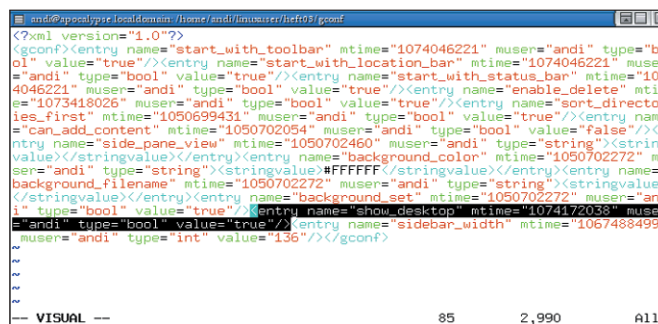 andi@apocalypse.localdomain: /home/andi/linuxuser/heft03/gconf
<?xml version="1.0"?>
<gconf><entry name="start_with_toolbar" mtime="1074046221" muser="andi" type="b
ol" value="true"/><entry name="start_with_location_bar" mtime="1074046221" muse
="andi" type="bool" value="true"/><entry name="start_with_status_bar" mtime="10
4046221" muser="andi" type="bool" value="true"/><entry name="enable_delete" mti
e="1073418026" muser="andi" type="bool" value="true"/><entry name="sort_directo
ies_first" mtime="1050699431" muser="andi" type="bool" value="true"/><entry nam
="can_add_content" mtime="1050702054" muser="andi" type="bool" value="false"/><
ntry name="side_pane_view" mtime="1050702460" muser="andi" type="string"><strin
value></stringvalue></entry><entry name="background_color" mtime="1050702272" m
ser="andi" type="string"><stringvalue>#FFFFFF</stringvalue></entry><entry name=
background_filename" mtime="1050702272" muser="andi" type="string"><stringvalue
</stringvalue></entry><entry name="background_set" mtime="1050702272" muser="an
i" type="bool" value="true"/><entry name="show_desktop" mtime="1074172038" muse
="andi" type="bool" value="true"/><entry name="sidebar_width" mtime="1067488499
muser="andi" type="int" value="136"/></gconf>
~
~
~
~
~
-- VISUAL -- 85 2,990 All